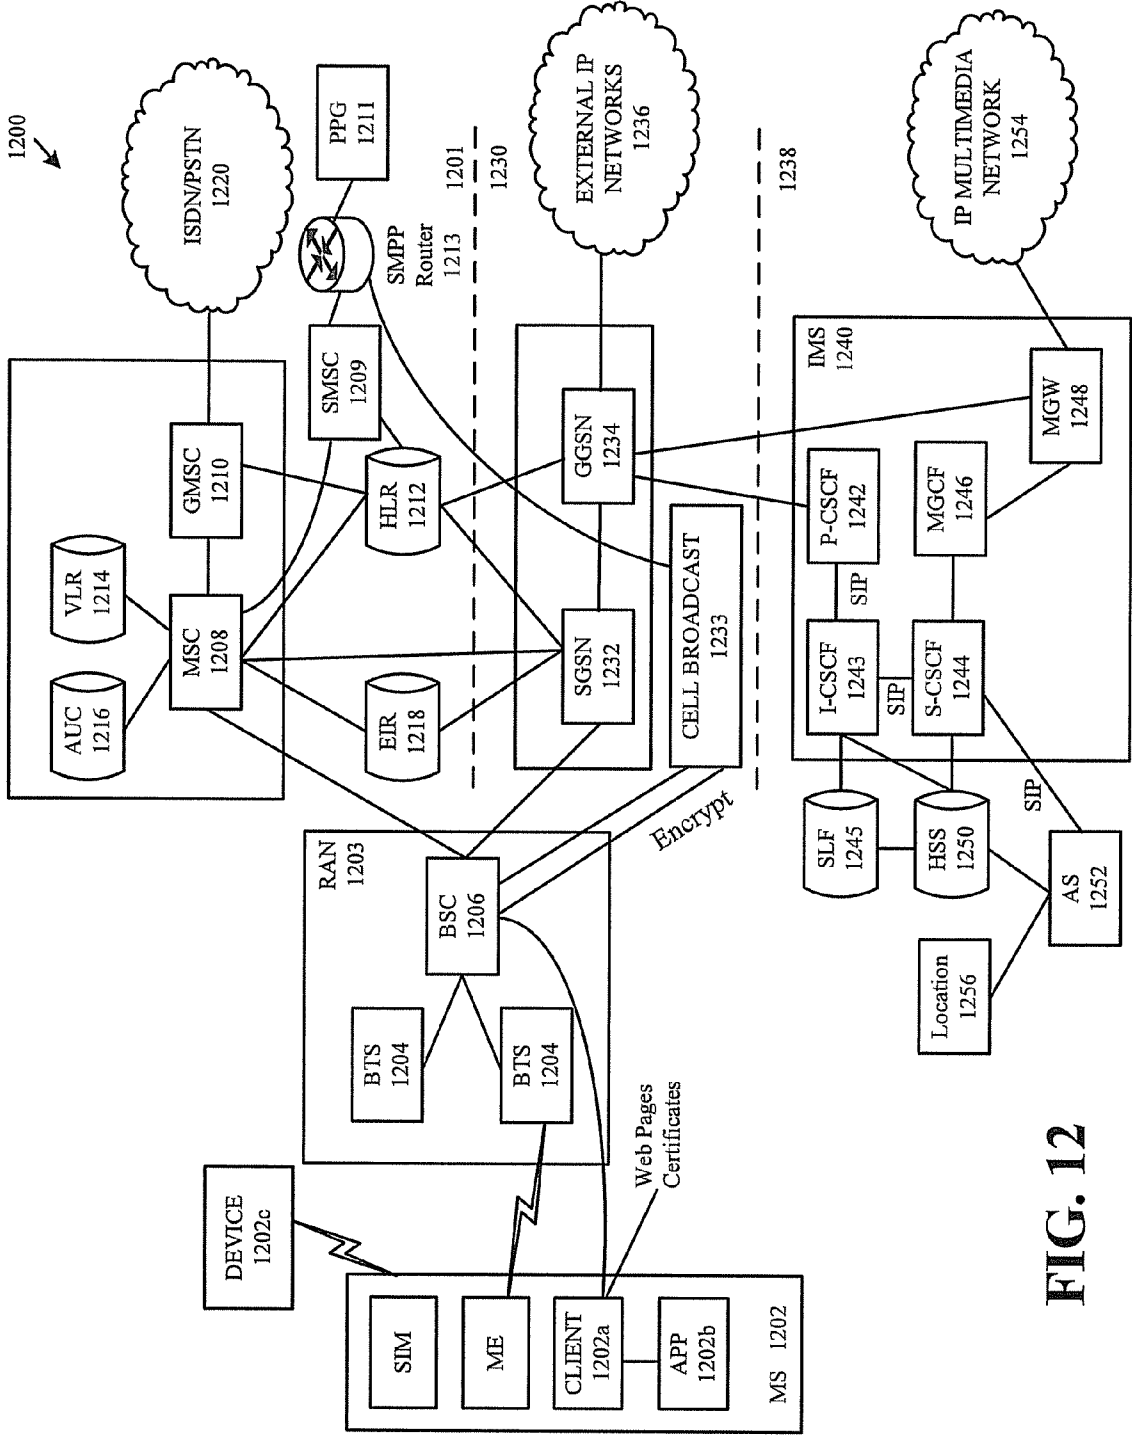 1200
ISDN/PSTN
1220
PPG
1211
SMPP
Router
1213
1201
1230
EXTERNAL IP
NETWORKS
1236
1238
IP MULTIMEDIA
NETWORK
1254
VLR
1214
AUC
1216
GMSC
1210
MSC
1208
SMSC
1209
HLR
1212
EIR
1218
GGSN
1234
SGSN
1232
CELL BROADCAST
1233
IMS
1240
P-CSCF
1242
MGCF
1246
MGW
1248
SIP
I-CSCF
1243
SIP
S-CSCF
1244
SIP
SLF
1245
HSS
1250
AS
1252
Location
1256
Encrypt
RAN
1203
BSC
1206
BTS
1204
BTS
1204
Web Pages
Certificates
DEVICE
1202c
SIM
ME
CLIENT
1202a
APP
1202b
MS 1202
FIG. 12